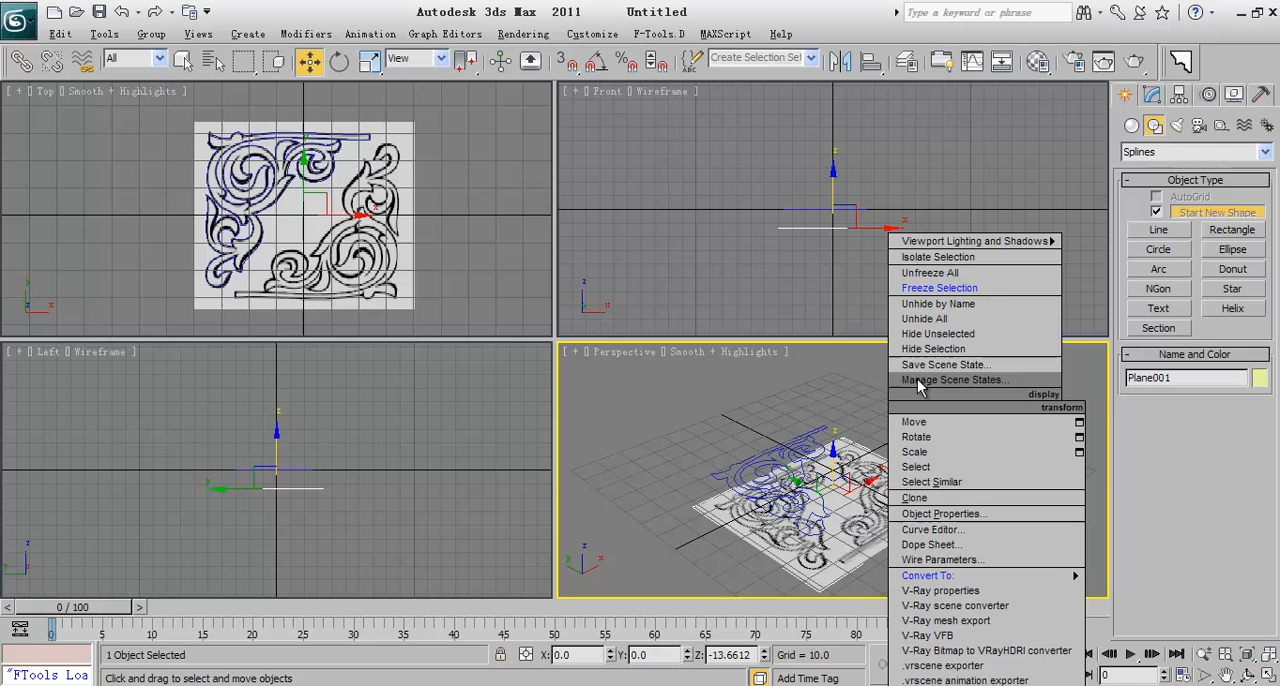 Autodesk 3ds Max 2011 Untitled
Type a keyword or phrase
Edit Tools Group Views Create Modifiers Animation Graph Editors Rendering Customize F-Tools.D MAXScript Help
All View Create Selection Sel
[ + [] Top [] Smooth + Highlights ]
[ + [] Front [] Wireframe ]
Splines
- Object Type
AutoGrid
Start New Shape
Line Rectangle
Circle Ellipse
Arc Donut
NGon Star
Text Helix
Section
- Name and Color
Plane001
Viewport Lighting and Shadows
Isolate Selection
Unfreeze All
Freeze Selection
Unhide by Name
Unhide All
Hide Unselected
Hide Selection
Save Scene State...
Manage Scene States...
display
transform
Move
Rotate
Scale
Select
Select Similar
Clone
Object Properties...
Curve Editor...
Dope Sheet...
Wire Parameters...
Convert To:
V-Ray properties
V-Ray scene converter
V-Ray mesh export
V-Ray VFB
V-Ray Bitmap to VRayHDRI converter
.vrscene exporter
.vrscene animation exporter
[ + [] Left [] Wireframe ]
[ + [] Perspective [] Smooth + Highlights ]
< 0 / 100 >
0 5 10 15 20 25 30 35 40 45 50 55 60 65 70 75 80
1 Object Selected X: 0.0 Y: 0.0 Z: -13.6612 Grid = 10.0
"FTools Loa Click and drag to select and move objects Add Time Tag 0